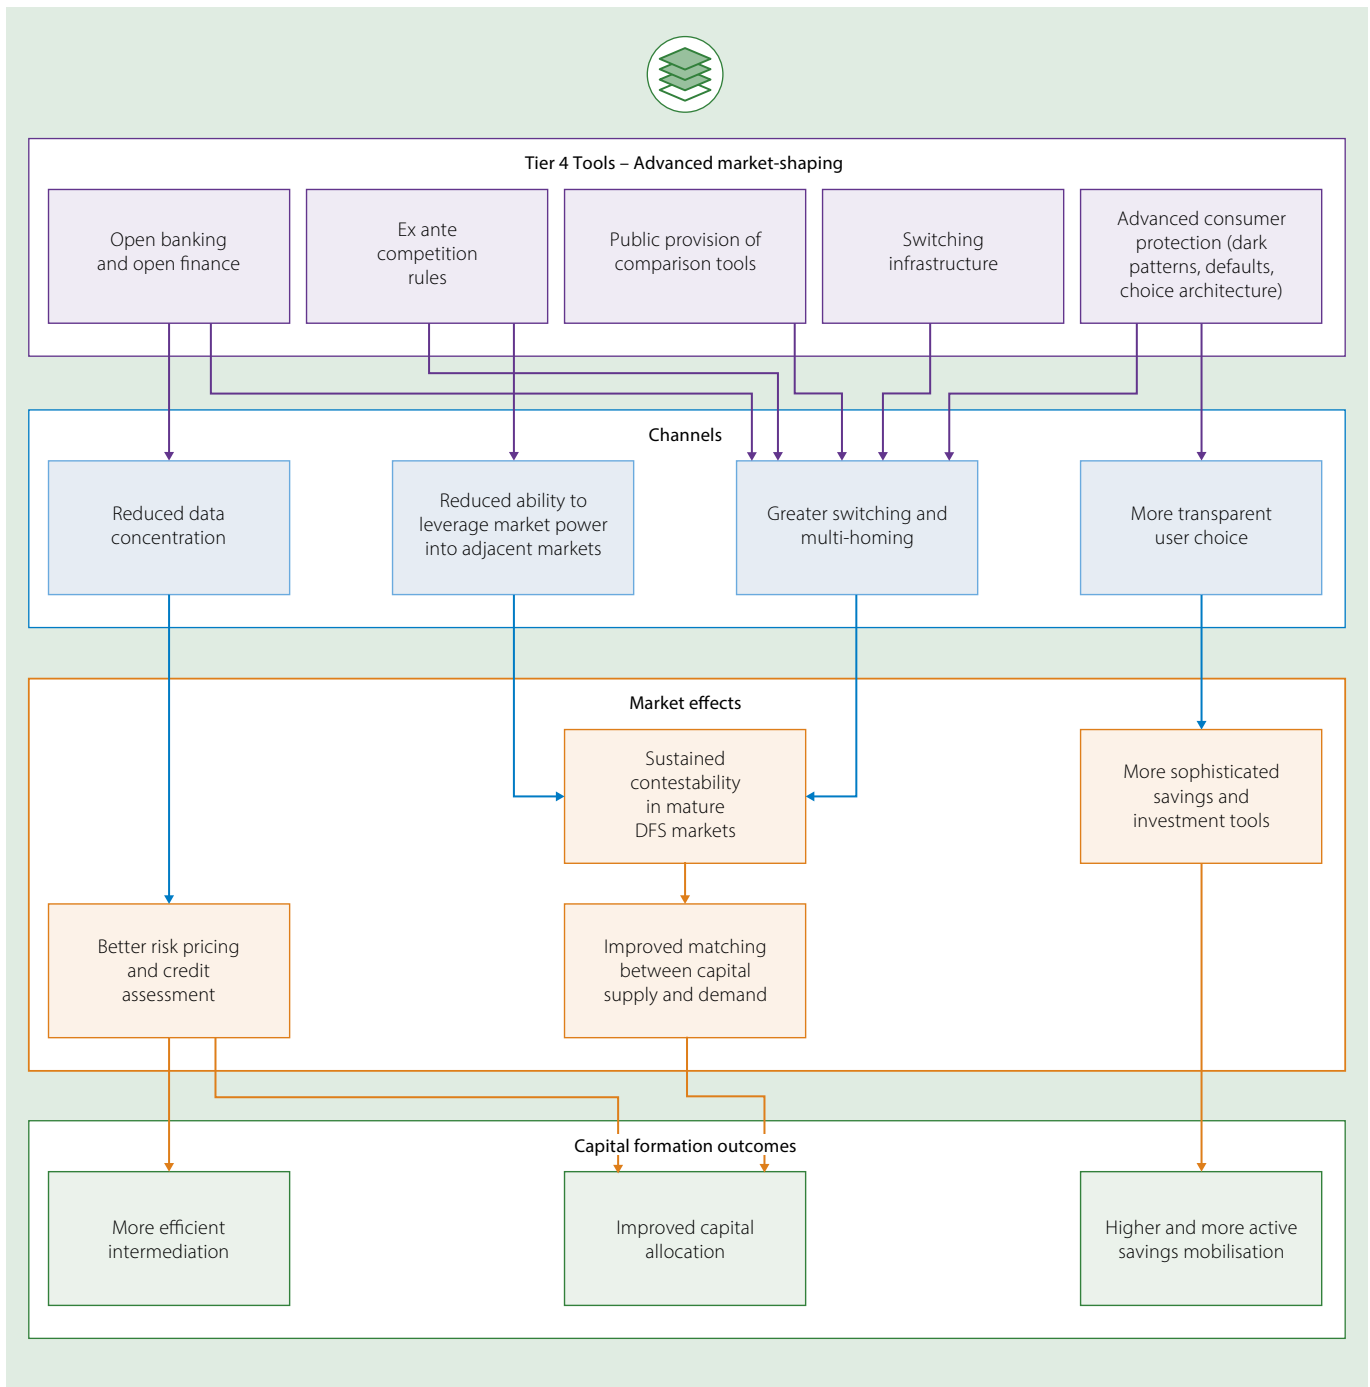 Tier 4 Tools – Advanced market-shaping
Open banking
and open finance
Ex ante
competition
rules
Public provision of
comparison tools
Switching
infrastructure
Advanced consumer
protection (dark
patterns, defaults,
choice architecture)
Channels
Reduced data
concentration
Reduced ability to
leverage market power
into adjacent markets
Greater switching and
multi-homing
More transparent
user choice
Market effects
Sustained
contestability
in mature
DFS markets
More sophisticated
savings and
investment tools
Better risk pricing
and credit
assessment
Improved matching
between capital
supply and demand
Capital formation outcomes
More efficient
intermediation
Improved capital
allocation
Higher and more active
savings mobilisation